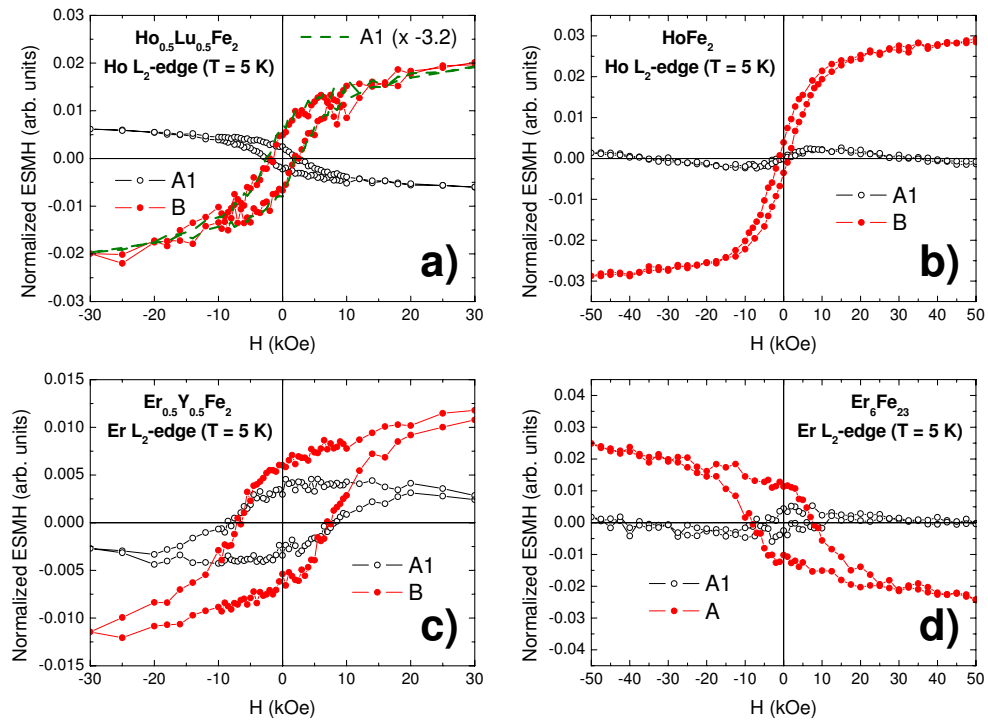 Ho0.5Lu0.5Fe2
Ho L2-edge (T = 5 K)
A1 (x -3.2)
A1
B
a)
Normalized ESMH (arb. units)
0.03
0.02
0.01
0.00
-0.01
-0.02
-0.03
-30 -20 -10 0 10 20 30
H (kOe)
HoFe2
Ho L2-edge (T = 5 K)
A1
B
b)
Normalized ESMH (arb. units)
0.03
0.02
0.01
0.00
-0.01
-0.02
-0.03
-50 -40 -30 -20 -10 0 10 20 30 40 50
H (kOe)
Er0.5Y0.5Fe2
Er L2-edge (T = 5 K)
A1
B
c)
Normalized ESMH (arb. units)
0.015
0.010
0.005
0.000
-0.005
-0.010
-0.015
-30 -20 -10 0 10 20 30
H (kOe)
Er6Fe23
Er L2-edge (T = 5 K)
A1
A
d)
Normalized ESMH (arb. units)
0.04
0.03
0.02
0.01
0.00
-0.01
-0.02
-0.03
-0.04
-50 -40 -30 -20 -10 0 10 20 30 40 50
H (kOe)